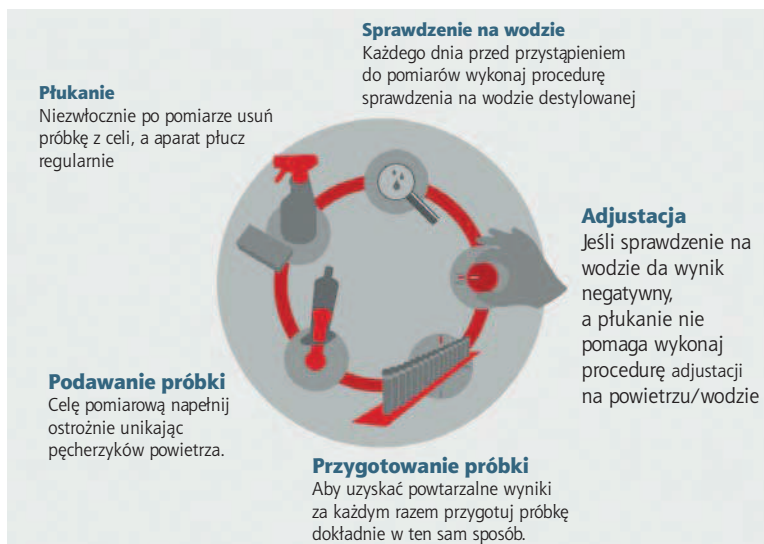 Sprawdzenie na wodzie
Każdego dnia przed przystąpieniem
do pomiarów wykonaj procedurę
sprawdzenia na wodzie destylowanej
Adjustacja
Jeśli sprawdzenie na
wodzie da wynik
negatywny,
a płukanie nie
pomaga wykonaj
procedurę adjustacji
na powietrzu/wodzie
Przygotowanie próbki
Aby uzyskać powtarzalne wyniki
za każdym razem przygotuj próbkę
dokładnie w ten sam sposób.
Podawanie próbki
Celę pomiarową napełnij
ostrożnie unikając
pęcherzyków powietrza.
Płukanie
Niezwłocznie po pomiarze usuń
próbkę z celi, a aparat płucz
regularnie